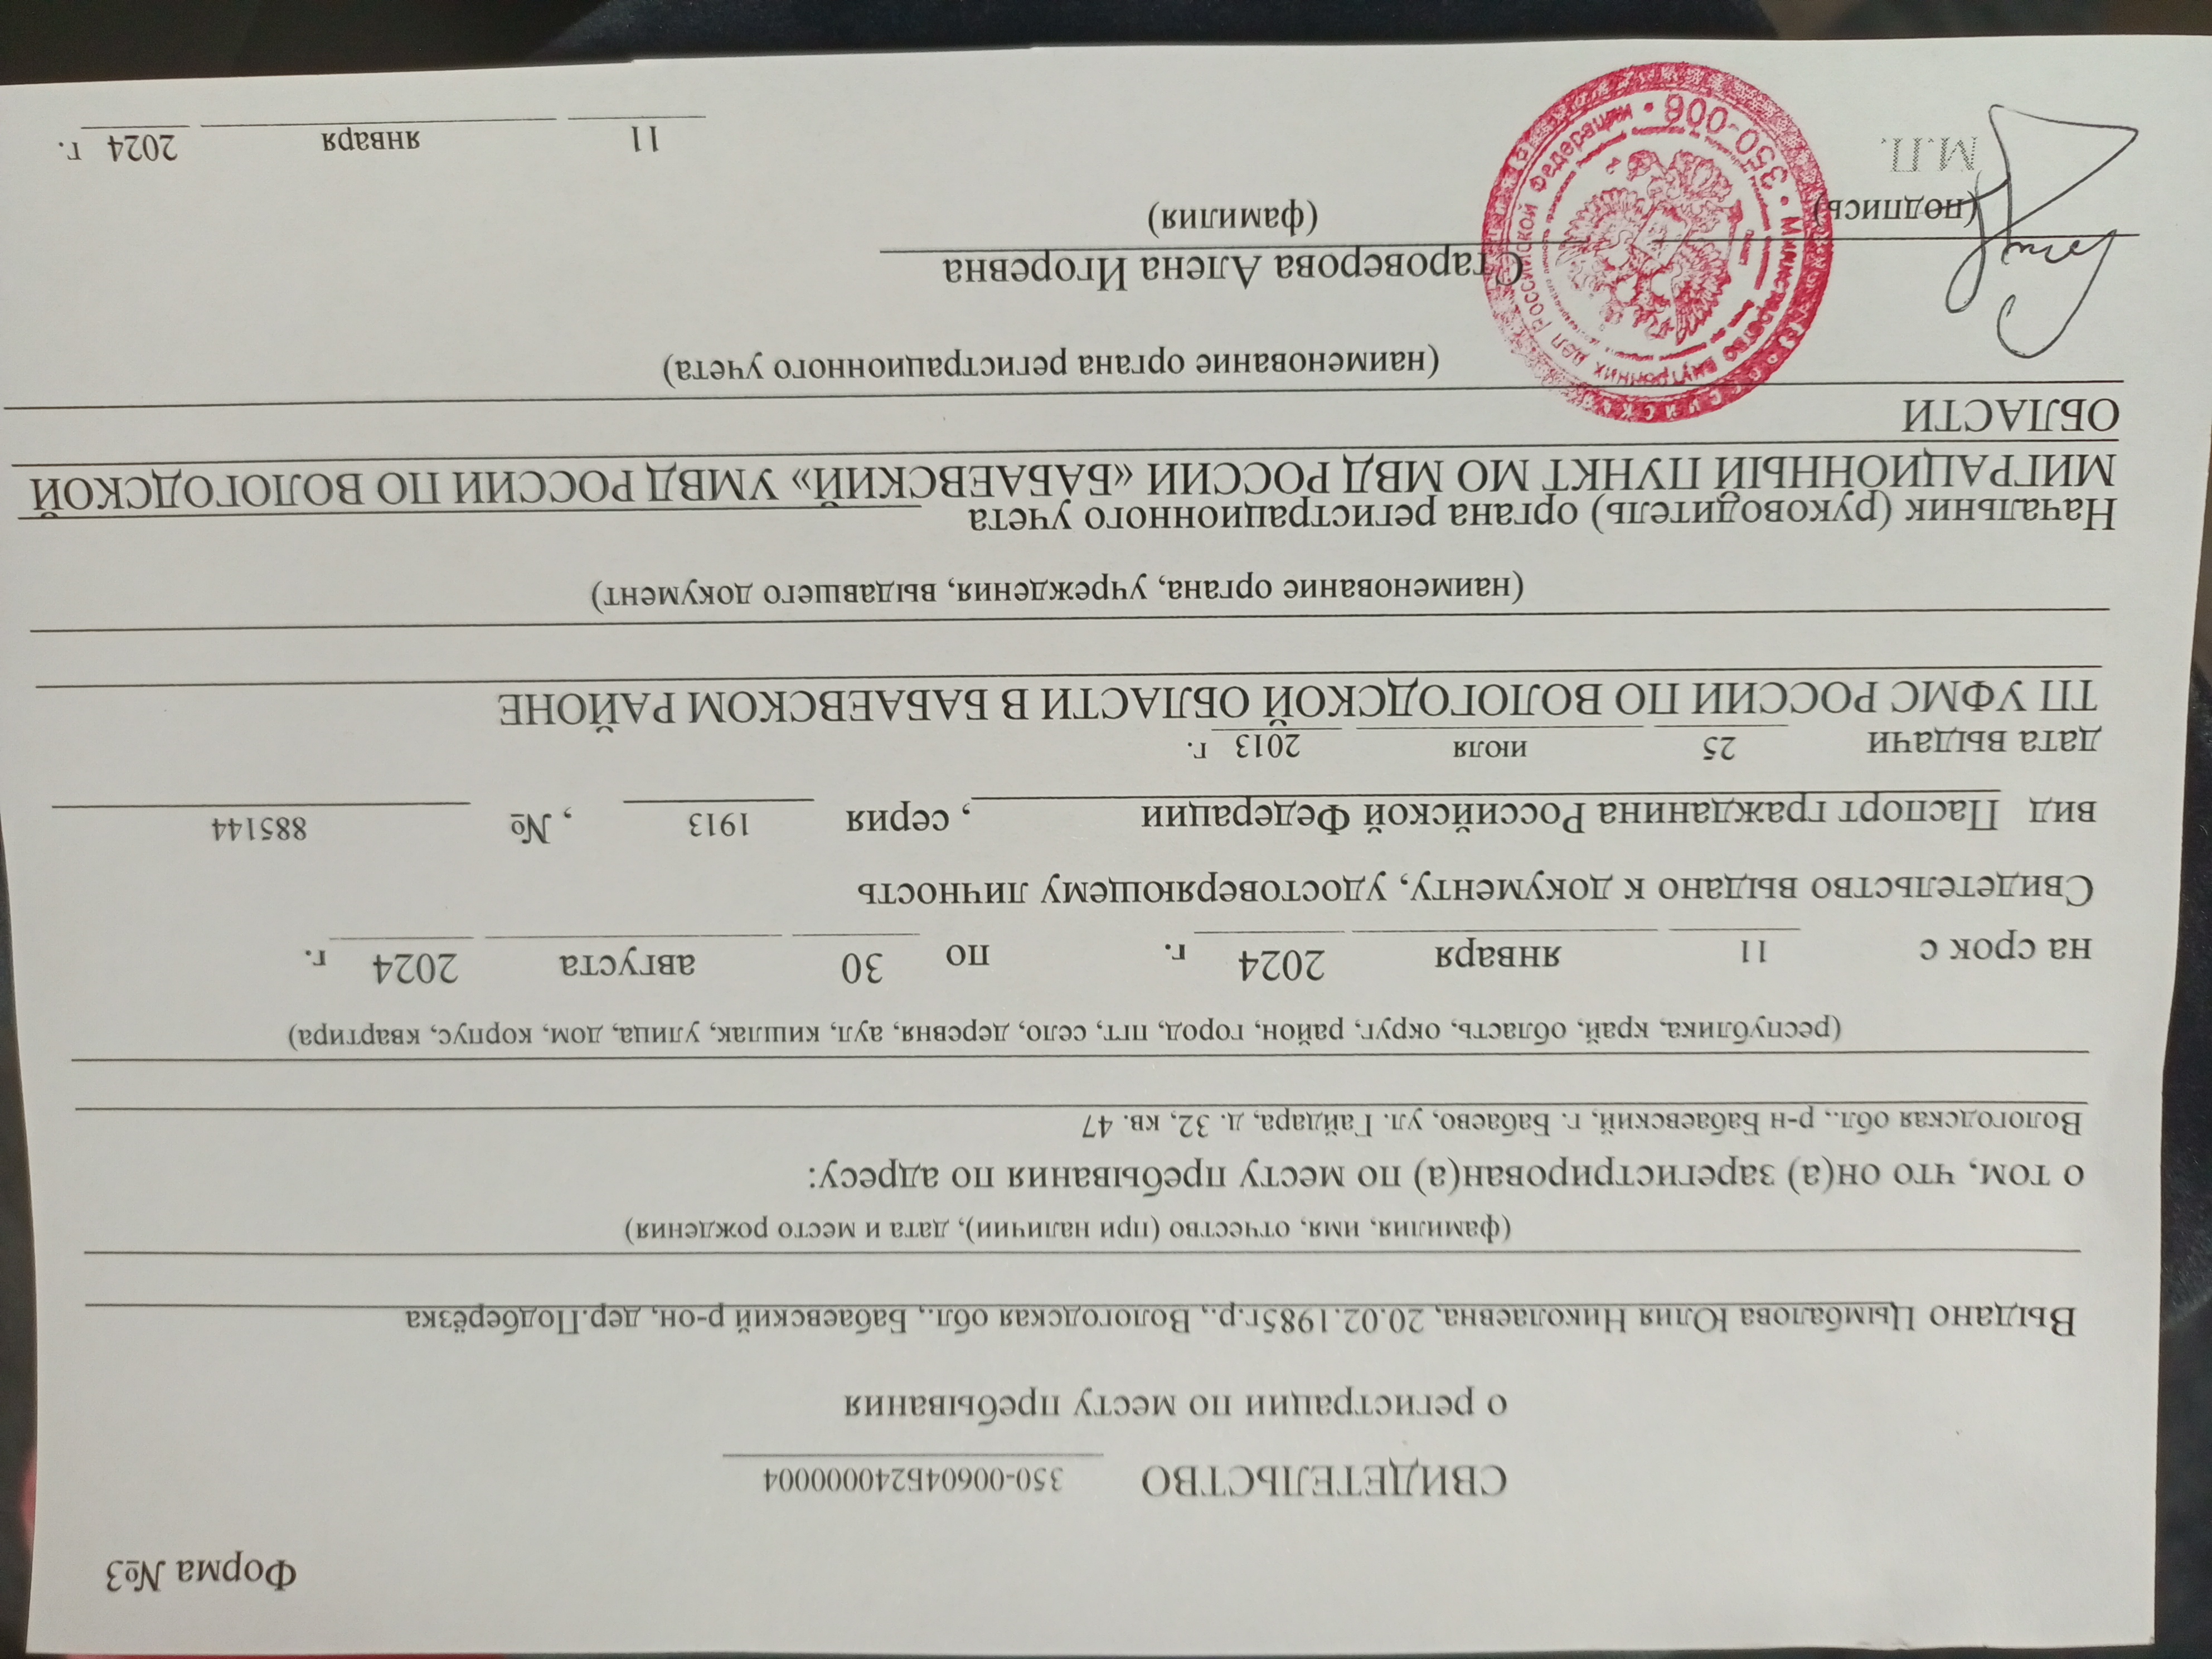 Форма №3
СВИДЕТЕЛЬСТВО 350-00604Б24000004
о регистрации по месту пребывания
Выдано Цымбалова Юлия Николаевна, 20.02.1985г.р., Вологодская обл., Бабаевский р-он, дер.Подберёзка
(фамилия, имя, отчество (при наличии), дата и место рождения)
о том, что он(а) зарегистрирован(а) по месту пребывания по адресу:
Вологодская обл., р-н Бабаевский, г. Бабаево, ул. Гайдара, д. 32, кв. 47
(республика, край, область, округ, район, город, пгт, село, деревня, аул, кишлак, улица, дом, корпус, квартира)
на срок с 11 января 2024 г. по 30 августа 2024 г.
Свидетельство выдано к документу, удостоверяющему личность
вид Паспорт гражданина Российской Федерации , серия 1913 , № 885144
дата выдачи 25 июля 2013 г.
ТП УФМС РОССИИ ПО ВОЛОГОДСКОЙ ОБЛАСТИ В БАБАЕВСКОМ РАЙОНЕ
(наименование органа, учреждения, выдавшего документ)
Начальник (руководитель) органа регистрационного учета
МИГРАЦИОННЫЙ ПУНКТ МО МВД РОССИИ «БАБАЕВСКИЙ» УМВД РОССИИ ПО ВОЛОГОДСКОЙ
ОБЛАСТИ
(наименование органа регистрационного учета)
Староверова Алена Игоревна
(подпись) (фамилия)
М.П.
11 января 2024 г.
Министерство внутренних дел Российской Федерации • 350-006 •